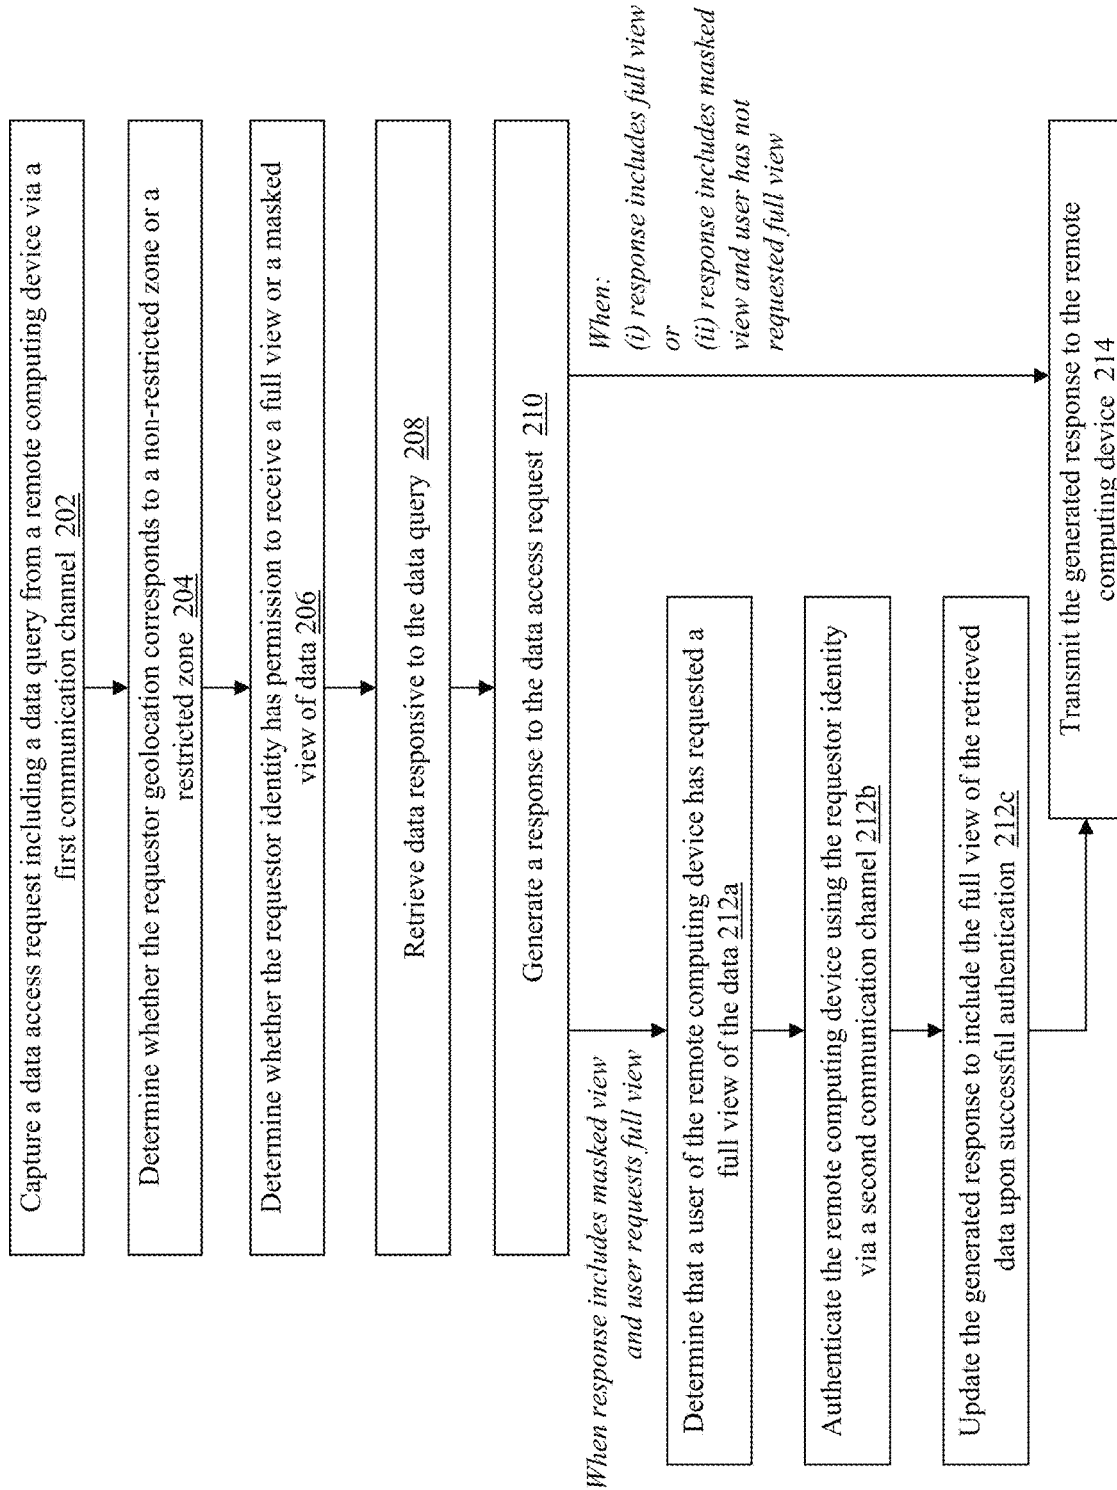 Capture a data access request including a data query from a remote computing device via a
first communication channel 202
Determine whether the requestor geolocation corresponds to a non-restricted zone or a
restricted zone 204
Determine whether the requestor identity has permission to receive a full view or a masked
view of data 206
Retrieve data responsive to the data query 208
Generate a response to the data access request 210
When response includes masked view
and user requests full view
When:
(i) response includes full view
or
(ii) response includes masked
view and user has not
requested full view
Determine that a user of the remote computing device has requested a
full view of the data 212a
Authenticate the remote computing device using the requestor identity
via a second communication channel 212b
Update the generated response to include the full view of the retrieved
data upon successful authentication 212c
Transmit the generated response to the remote
computing device 214